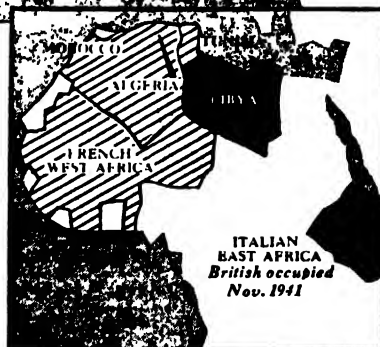 MOROCCO
ALGERIA
LIBYA
FRENCH
WEST AFRICA
ITALIAN
EAST AFRICA
British occupied
Nov. 1941